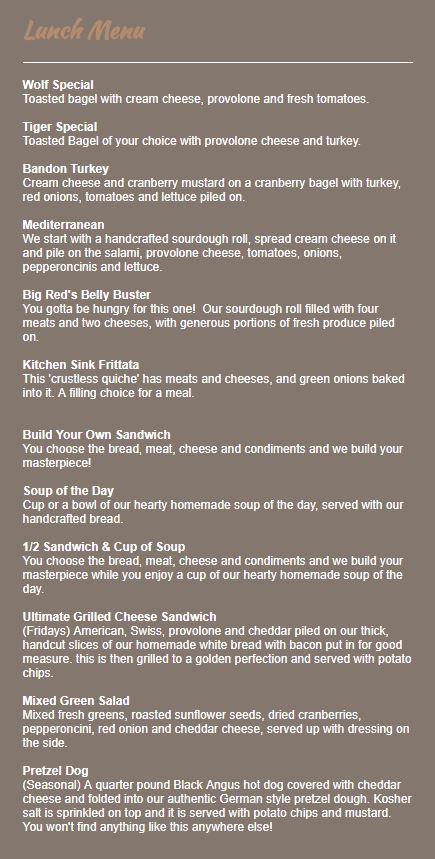 Lunch Menu
Wolf Special
Toasted bagel with cream cheese, provolone and fresh tomatoes.
Tiger Special
Toasted Bagel of your choice with provolone cheese and turkey.
Bandon Turkey
Cream cheese and cranberry mustard on a cranberry bagel with turkey,
red onions, tomatoes and lettuce piled on.
Mediterranean
We start with a handcrafted sourdough roll, spread cream cheese on it
and pile on the salami, provolone cheese, tomatoes, onions,
pepperoncinis and lettuce.
Big Red's Belly Buster
You gotta be hungry for this one!  Our sourdough roll filled with four
meats and two cheeses, with generous portions of fresh produce piled
on.
Kitchen Sink Frittata
This 'crustless quiche' has meats and cheeses, and green onions baked
into it. A filling choice for a meal.
Build Your Own Sandwich
You choose the bread, meat, cheese and condiments and we build your
masterpiece!
Soup of the Day
Cup or a bowl of our hearty homemade soup of the day, served with our
handcrafted bread.
1/2 Sandwich & Cup of Soup
You choose the bread, meat, cheese and condiments and we build your
masterpiece while you enjoy a cup of our hearty homemade soup of the
day.
Ultimate Grilled Cheese Sandwich
(Fridays) American, Swiss, provolone and cheddar piled on our thick,
handcut slices of our homemade white bread with bacon put in for good
measure. this is then grilled to a golden perfection and served with potato
chips.
Mixed Green Salad
Mixed fresh greens, roasted sunflower seeds, dried cranberries,
pepperoncini, red onion and cheddar cheese, served up with dressing on
the side.
Pretzel Dog
(Seasonal) A quarter pound Black Angus hot dog covered with cheddar
cheese and folded into our authentic German style pretzel dough. Kosher
salt is sprinkled on top and it is served with potato chips and mustard.
You won't find anything like this anywhere else!